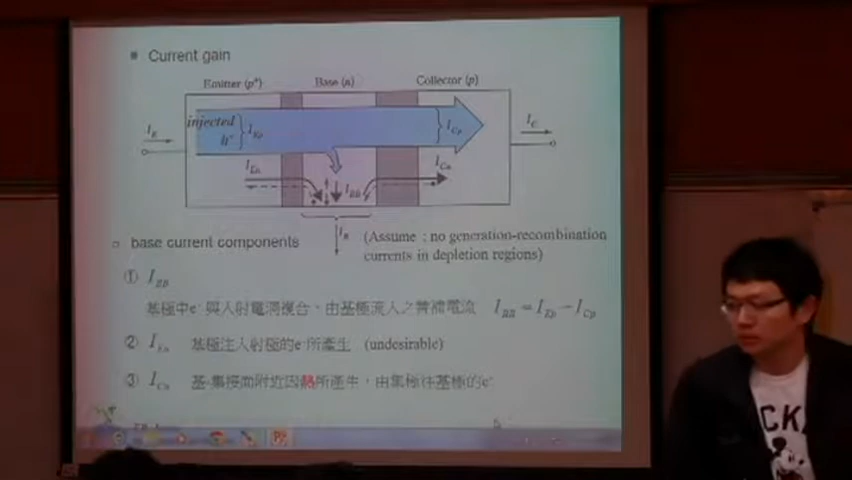 Current gain
Emitter (p⁺) Base (n) Collector (p)
injected
h⁺
I_Ep
I_Cp
I_E
I_C
I_En
I_Cn
I_BB
I_B
(Assume : no generation-recombination
currents in depletion regions)
base current components
① I_BB
基極中e⁻與入射電洞複合，由基極流入之補電流 I_BB = I_Ep − I_Cp
② I_En 基極注入射極的e⁻所產生 (undesirable)
③ I_Cn 基-集接面附近因熱所產生，由集極往基極的e⁻
CK